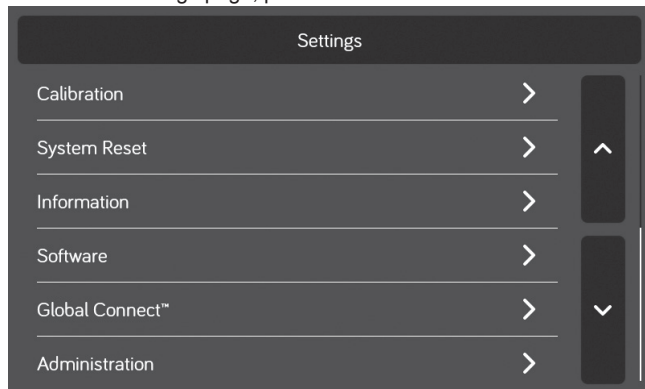 Settings
Calibration
System Reset
Information
Software
Global Connect™
Administration